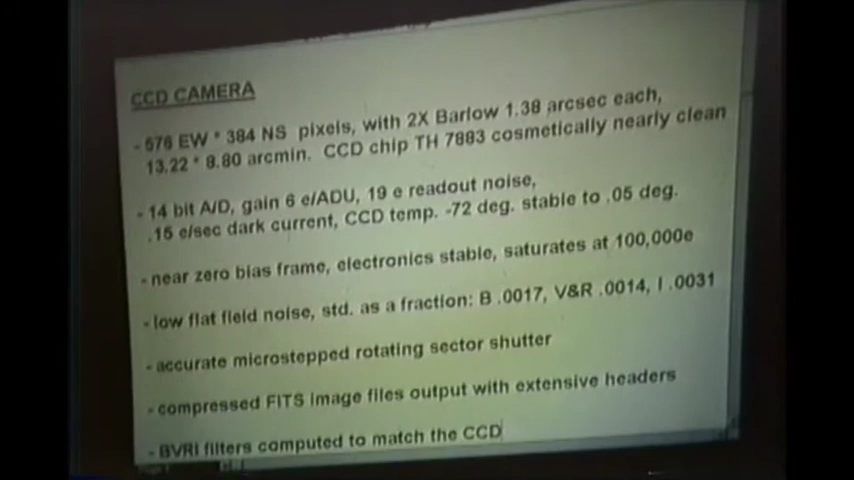 CCD CAMERA
- 576 EW * 384 NS pixels, with 2X Barlow 1.38 arcsec each,
13.22 * 8.80 arcmin. CCD chip TH 7883 cosmetically nearly clean
- 14 bit A/D, gain 6 e/ADU, 19 e readout noise,
.15 e/sec dark current, CCD temp. -72 deg. stable to .05 deg.
- near zero bias frame, electronics stable, saturates at 100,000e
- low flat field noise, std. as a fraction: B .0017, V&R .0014, I .0031
- accurate microstepped rotating sector shutter
- compressed FITS image files output with extensive headers
- BVRI filters computed to match the CCD